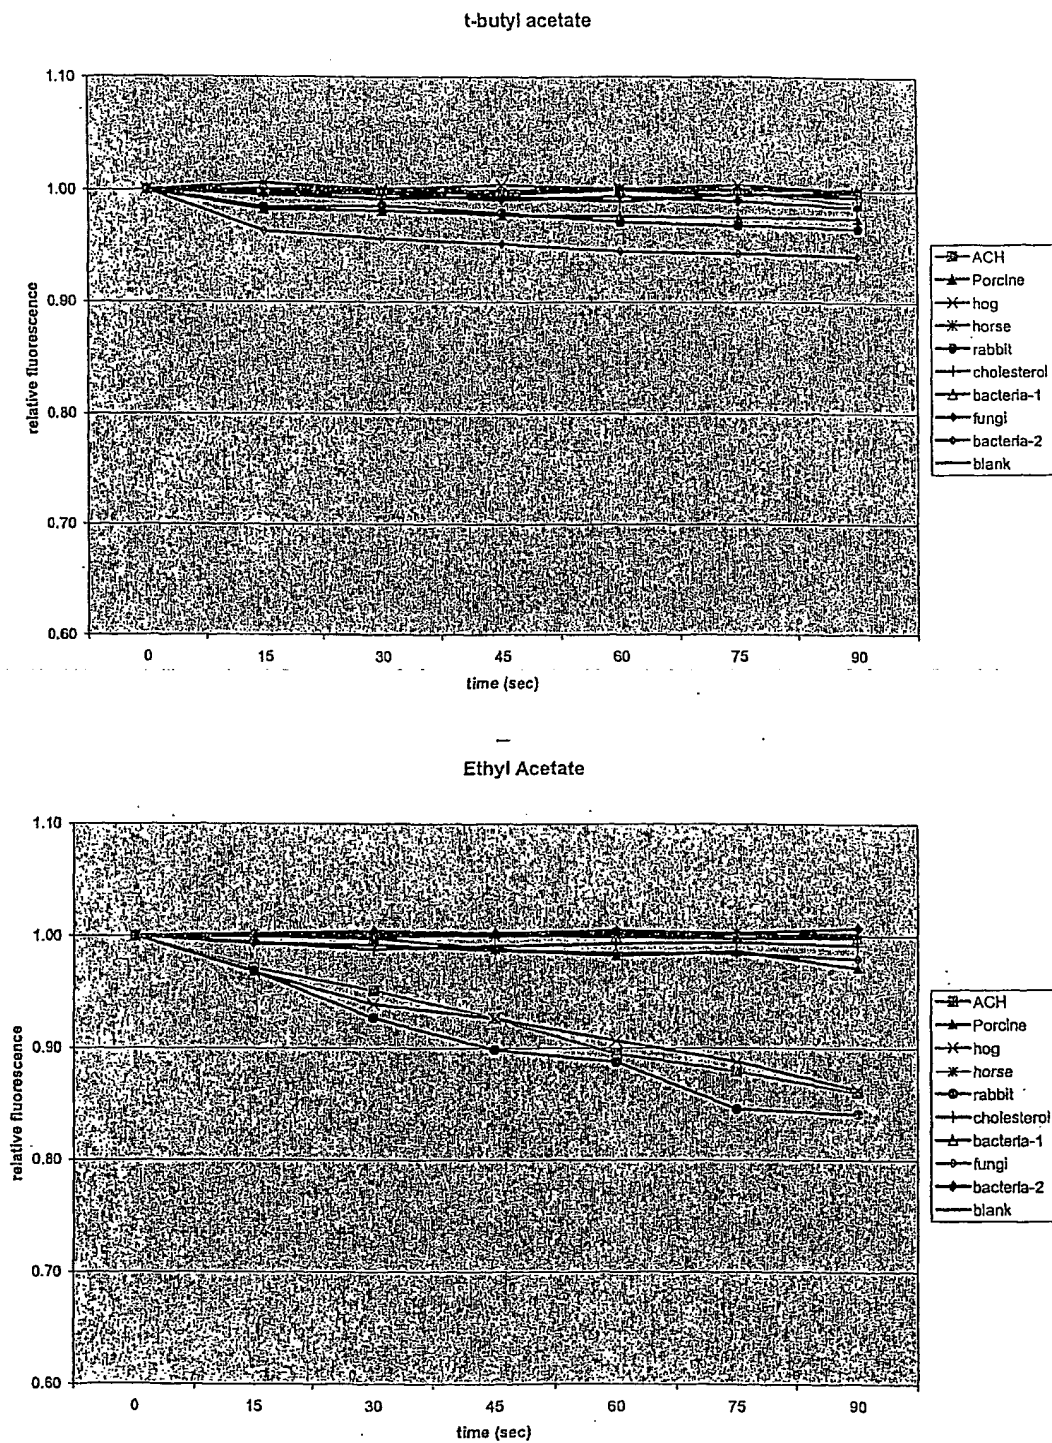 t-butyl acetate
1.10
1.00
0.90
0.80
0.70
0.60
relative fluorescence
0 15 30 45 60 75 90
time (sec)
ACH
Porcine
hog
horse
rabbit
cholesterol
bacteria-1
fungi
bacteria-2
blank
Ethyl Acetate
1.10
1.00
0.90
0.80
0.70
0.60
relative fluorescence
0 15 30 45 60 75 90
time (sec)
ACH
Porcine
hog
horse
rabbit
cholesterol
bacteria-1
fungi
bacteria-2
blank